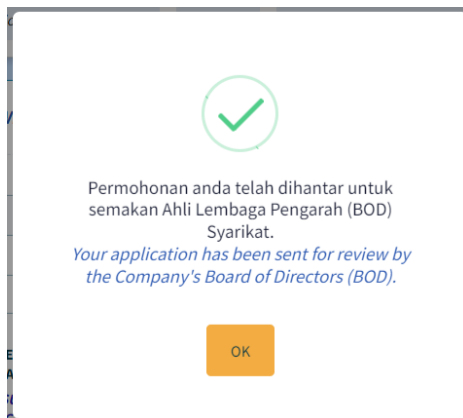 Permohonan anda telah dihantar untuk
semakan Ahli Lembaga Pengarah (BOD)
Syarikat.
Your application has been sent for review by
the Company's Board of Directors (BOD).
OK